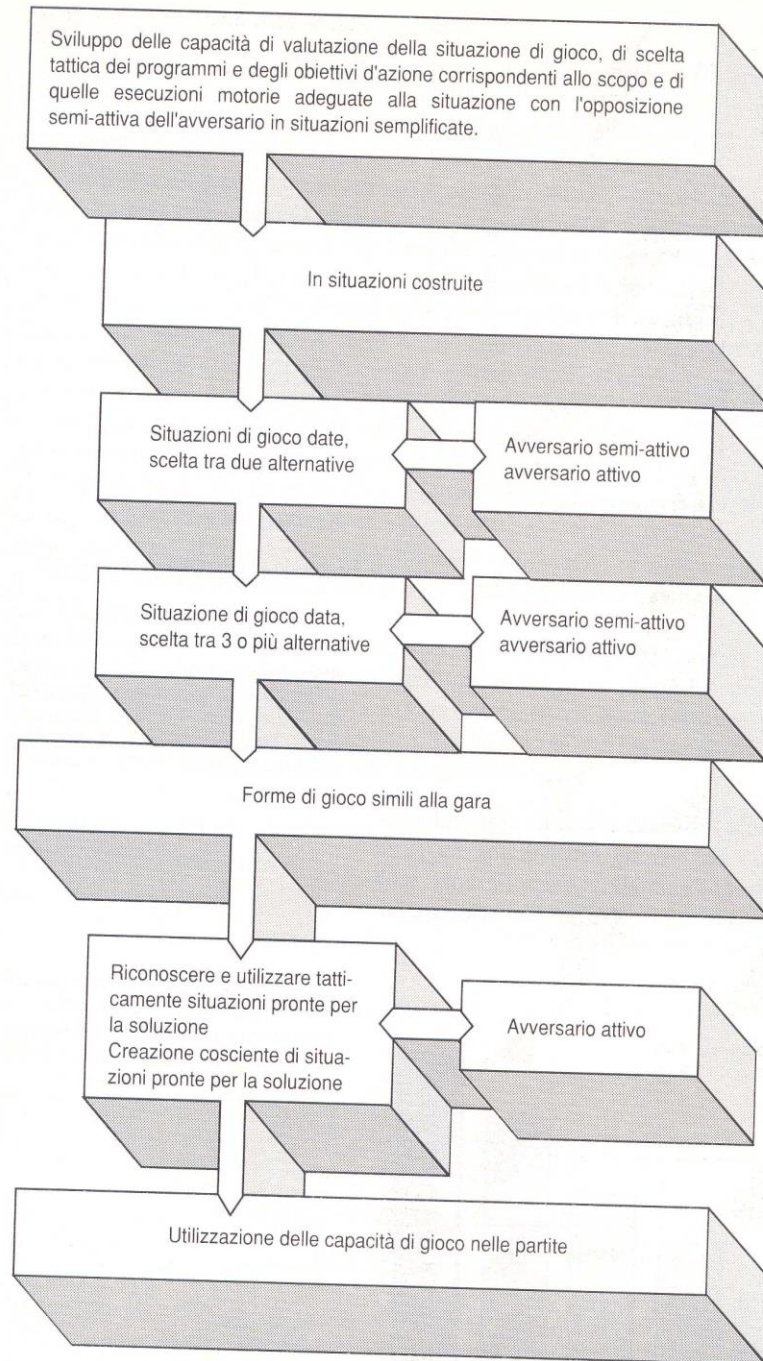 Sviluppo delle capacità di valutazione della situazione di gioco, di scelta
tattica dei programmi e degli obiettivi d'azione corrispondenti allo scopo e di
quelle esecuzioni motorie adeguate alla situazione con l'opposizione
semi-attiva dell'avversario in situazioni semplificate.
In situazioni costruite
Situazioni di gioco date,
scelta tra due alternative
Avversario semi-attivo
avversario attivo
Situazione di gioco data,
scelta tra 3 o più alternative
Avversario semi-attivo
avversario attivo
Forme di gioco simili alla gara
Riconoscere e utilizzare tatti-
camente situazioni pronte per
la soluzione
Creazione cosciente di situa-
zioni pronte per la soluzione
Avversario attivo
Utilizzazione delle capacità di gioco nelle partite